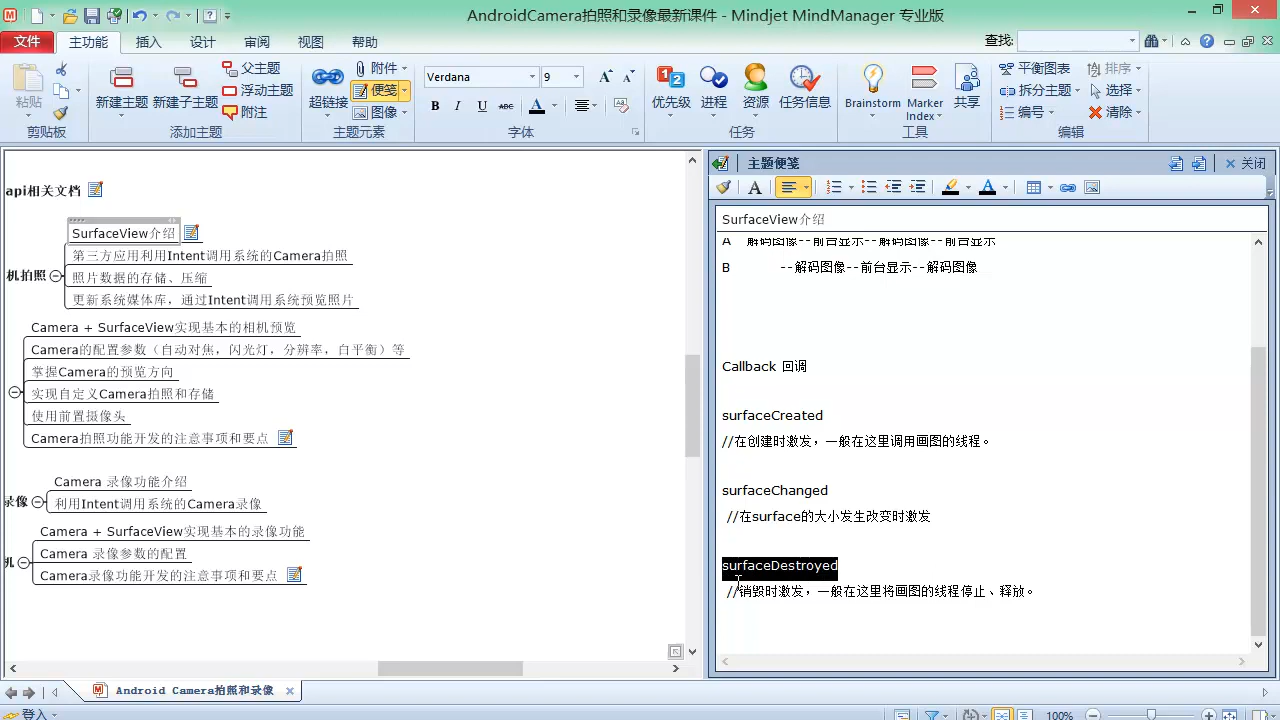 AndroidCamera拍照和录像最新课件 - Mindjet MindManager 专业版
文件 主功能 插入 设计 审阅 视图 帮助 查找:
粘贴 新建主题 新建子主题 父主题 浮动主题 附注 超链接 附件 便笺 图像 Verdana 9 优先级 进程 资源 任务信息 Brainstorm Marker Index 共享 平衡图表 拆分主题 编号 排序 选择 清除
剪贴板 添加主题 主题元素 字体 任务 工具 编辑
api相关文档
SurfaceView介绍
第三方应用利用Intent调用系统的Camera拍照
机拍照
照片数据的存储、压缩
更新系统媒体库，通过Intent调用系统预览照片
Camera + SurfaceView实现基本的相机预览
Camera的配置参数（自动对焦，闪光灯，分辨率，白平衡）等
掌握Camera的预览方向
实现自定义Camera拍照和存储
使用前置摄像头
Camera拍照功能开发的注意事项和要点
Camera 录像功能介绍
录像
利用Intent调用系统的Camera录像
Camera + SurfaceView实现基本的录像功能
机
Camera 录像参数的配置
Camera录像功能开发的注意事项和要点
主题便笺 关闭
SurfaceView介绍
A 解码图像--前台显示--解码图像--前台显示
B --解码图像--前台显示--解码图像
Callback 回调
surfaceCreated
//在创建时激发，一般在这里调用画图的线程。
surfaceChanged
//在surface的大小发生改变时激发
surfaceDestroyed
//销毁时激发，一般在这里将画图的线程停止、释放。
Android Camera拍照和录像
登入 100%